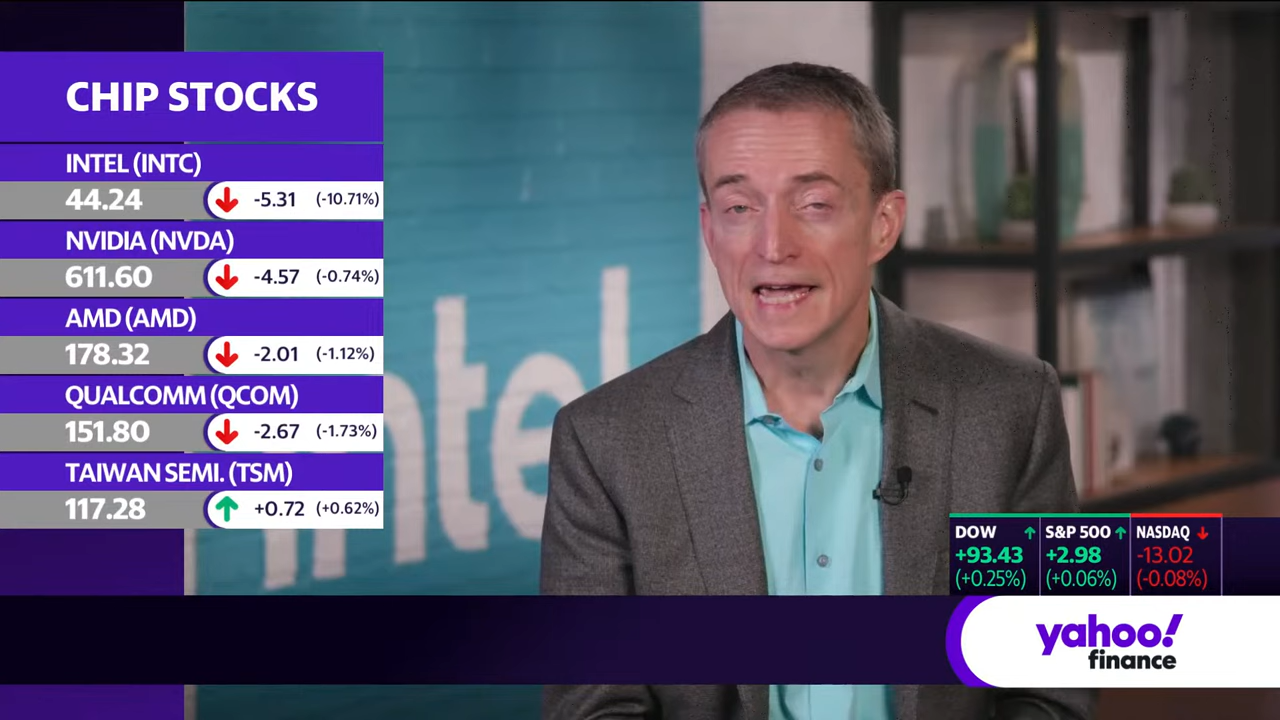 CHIP STOCKS
INTEL (INTC)
44.24 -5.31 (-10.71%)
NVIDIA (NVDA)
611.60 -4.57 (-0.74%)
AMD (AMD)
178.32 -2.01 (-1.12%)
QUALCOMM (QCOM)
151.80 -2.67 (-1.73%)
TAIWAN SEMI. (TSM)
117.28 +0.72 (+0.62%)
intel
DOW S&P 500 NASDAQ
+93.43 +2.98 -13.02
(+0.25%) (+0.06%) (-0.08%)
yahoo!
finance